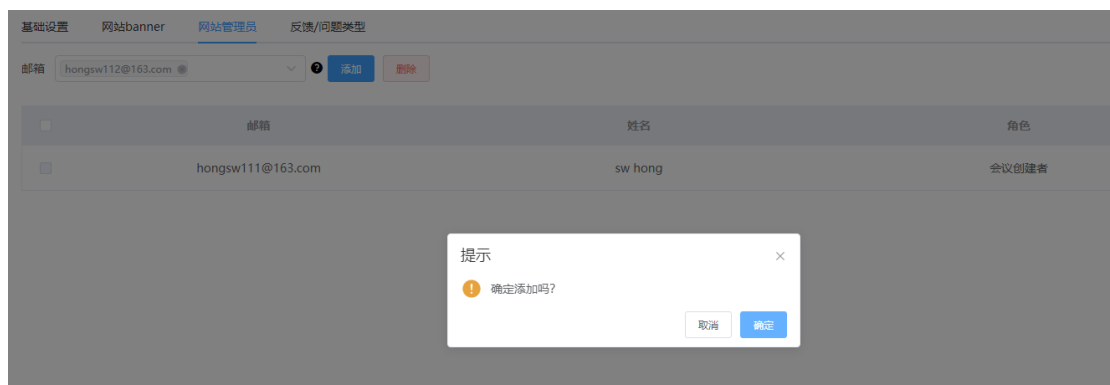 基础设置 网站banner 网站管理员 反馈/问题类型
邮箱 hongsw112@163.com 添加 删除
邮箱 姓名 角色
hongsw111@163.com sw hong 会议创建者
提示
确定添加吗?
取消 确定